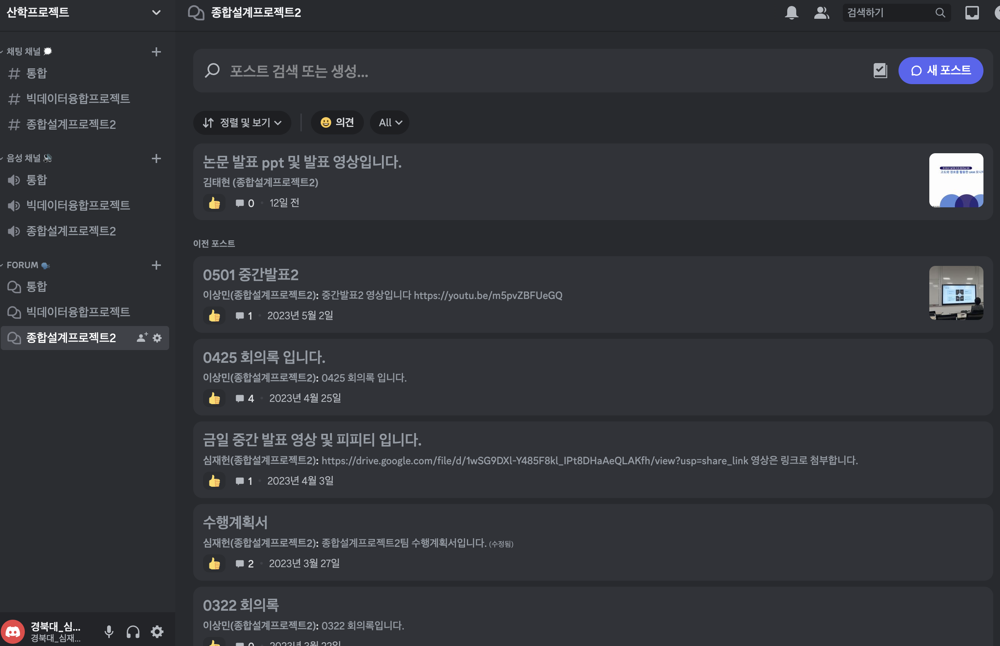 산학프로젝트
종합설계프로젝트2
검색하기
채팅 채널
통합
빅데이터융합프로젝트
종합설계프로젝트2
음성 채널
통합
빅데이터융합프로젝트
종합설계프로젝트2
FORUM
통합
빅데이터융합프로젝트
종합설계프로젝트2
경북대_심...
경북대_심재...
포스트 검색 또는 생성...
새 포스트
정렬 및 보기
의견
All
논문 발표 ppt 및 발표 영상입니다.
김태현 (종합설계프로젝트2)
0 • 12일 전
고도와 경로를 활용한 UAM 모니터
이전 포스트
0501 중간발표2
이상민(종합설계프로젝트2): 중간발표2 영상입니다 https://youtu.be/m5pvZBFUeGQ
1 • 2023년 5월 2일
0425 회의록 입니다.
이상민(종합설계프로젝트2): 0425 회의록 입니다.
4 • 2023년 4월 25일
금일 중간 발표 영상 및 피피티 입니다.
심재헌(종합설계프로젝트2): https://drive.google.com/file/d/1wSG9DXl-Y485F8kl_IPt8DHaAeQLAKfh/view?usp=share_link 영상은 링크로 첨부합니다.
1 • 2023년 4월 3일
수행계획서
심재헌(종합설계프로젝트2): 종합설계프로젝트2팀 수행계획서입니다. (수정됨)
2 • 2023년 3월 27일
0322 회의록
이상민(종합설계프로젝트2): 0322 회의록입니다.
0 • 2023년 3월 22일